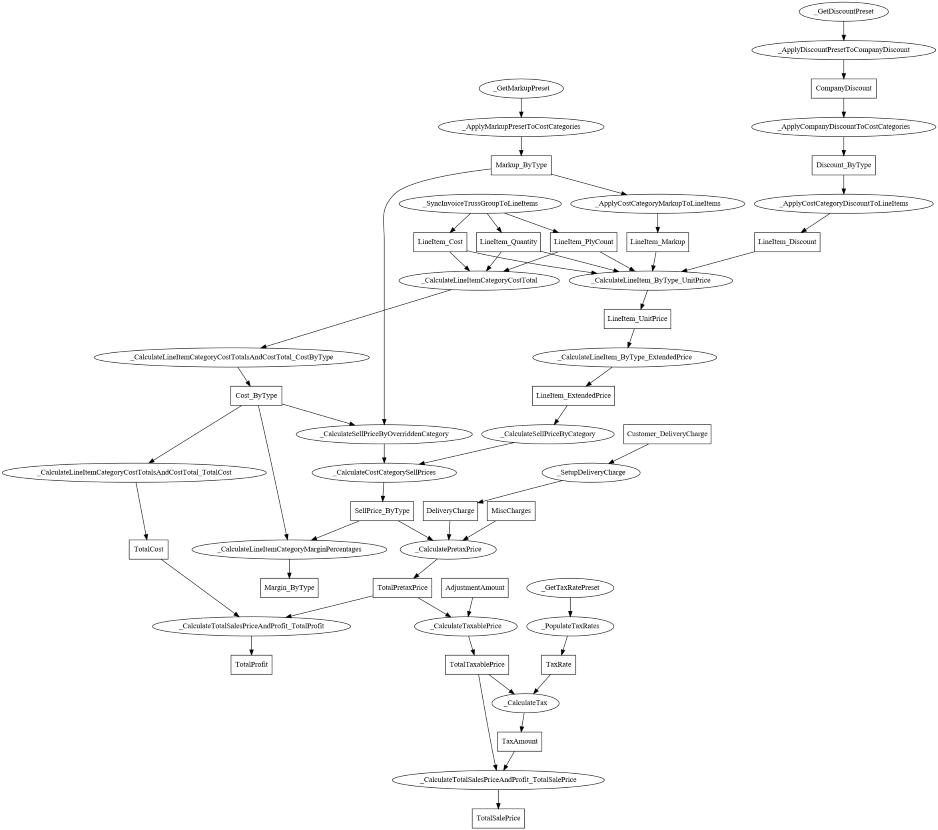 _GetDiscountPreset
_ApplyDiscountPresetToCompanyDiscount
_GetMarkupPreset
CompanyDiscount
_ApplyMarkupPresetToCostCategories
_ApplyCompanyDiscountToCostCategories
Markup_ByType
Discount_ByType
_SyncInvoiceTrussGroupToLineItems
_ApplyCostCategoryMarkupToLineItems
_ApplyCostCategoryDiscountToLineItems
LineItem_Cost
LineItem_Quantity
LineItem_PlyCount
LineItem_Markup
LineItem_Discount
_CalculateLineItemCategoryCostTotal
_CalculateLineItem_ByType_UnitPrice
LineItem_UnitPrice
_CalculateLineItemCategoryCostTotalsAndCostTotal_CostByType
_CalculateLineItem_ByType_ExtendedPrice
Cost_ByType
LineItem_ExtendedPrice
_CalculateSellPriceByOverriddenCategory
_CalculateSellPriceByCategory
Customer_DeliveryCharge
_CalculateLineItemCategoryCostTotalsAndCostTotal_TotalCost
_CalculateCostCategorySellPrices
_SetupDeliveryCharge
SellPrice_ByType
DeliveryCharge
MiscCharges
TotalCost
_CalculateLineItemCategoryMarginPercentages
_CalculatePretaxPrice
Margin_ByType
TotalPretaxPrice
AdjustmentAmount
_GetTaxRatePreset
_CalculateTotalSalesPriceAndProfit_TotalProfit
_CalculateTaxablePrice
_PopulateTaxRates
TotalProfit
TotalTaxablePrice
TaxRate
_CalculateTax
TaxAmount
_CalculateTotalSalesPriceAndProfit_TotalSalePrice
TotalSalePrice